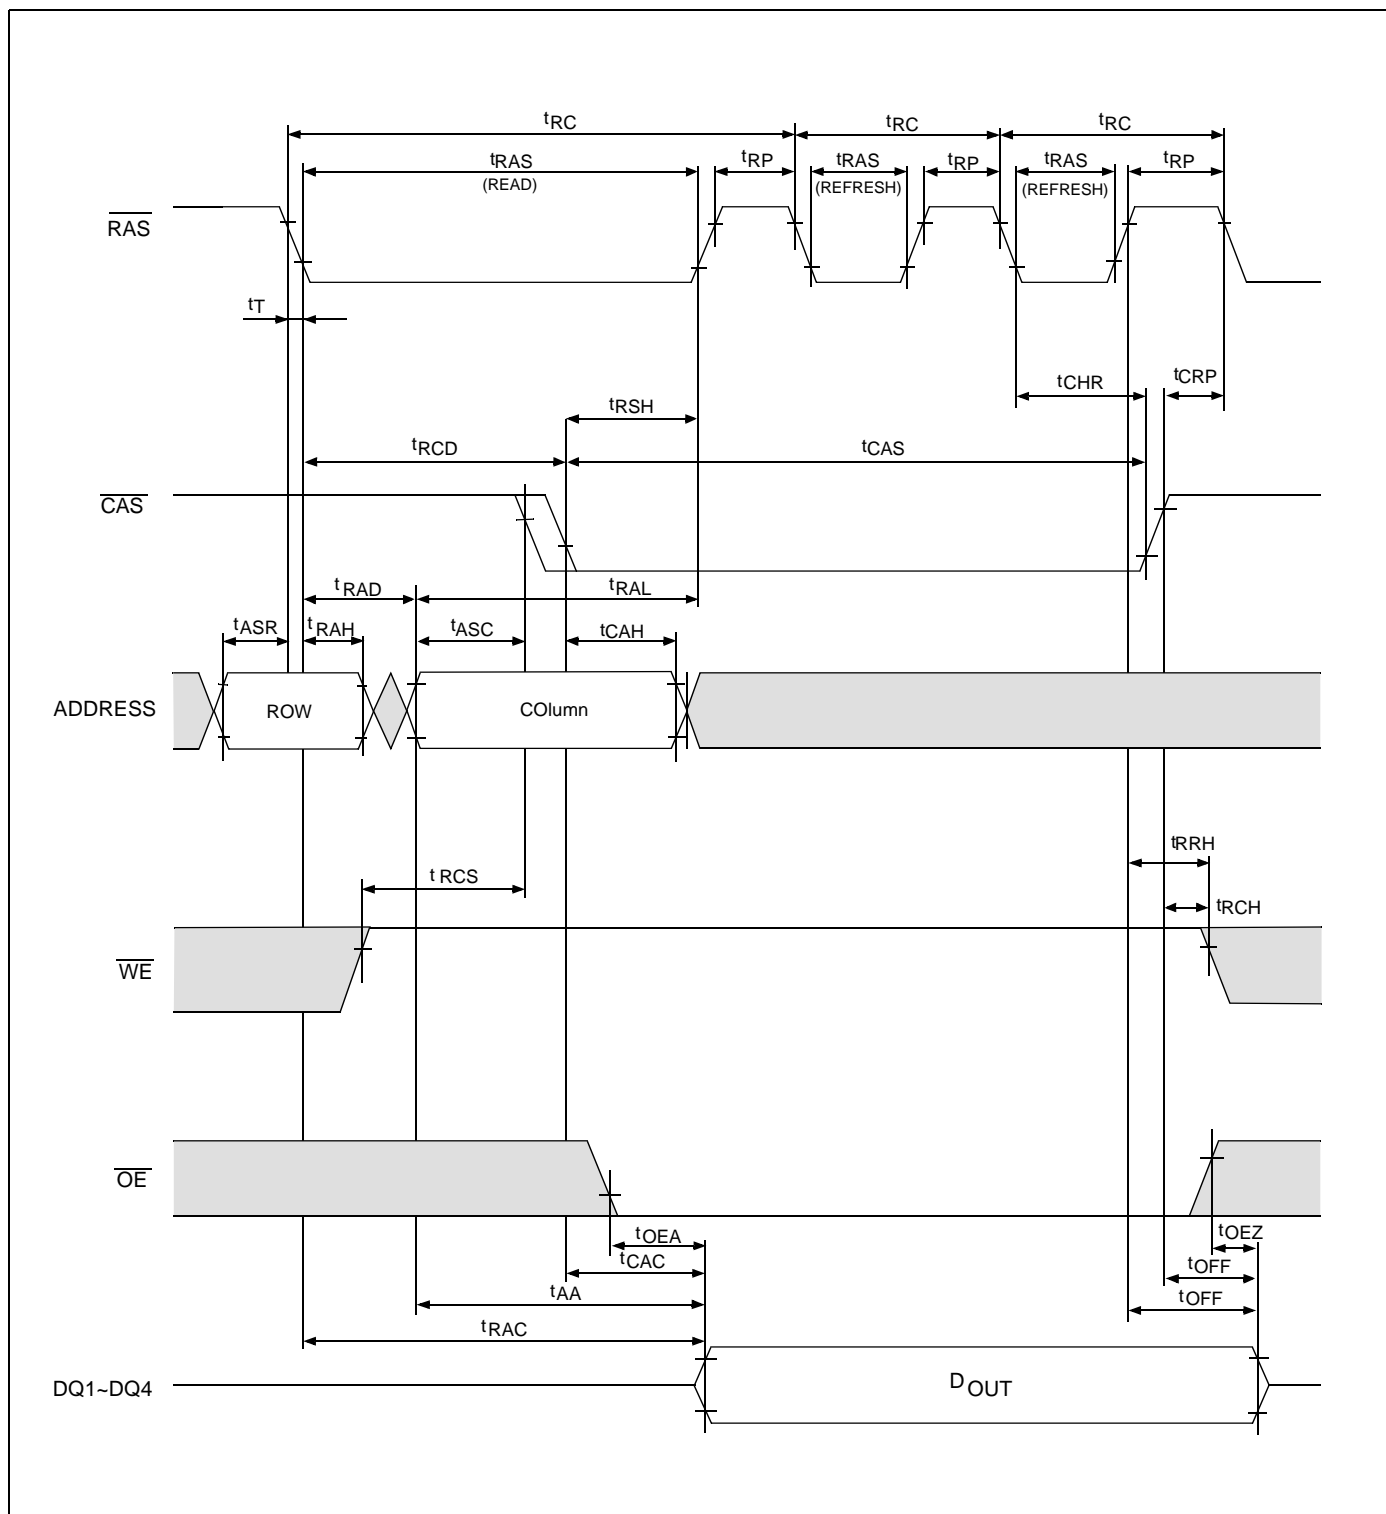 tRC tRC tRC
tRAS tRP tRAS tRP tRAS tRP
(READ) (REFRESH) (REFRESH)
RAS
tT
tCHR tCRP
tRSH
tRCD tCAS
CAS
tRAD tRAL
tASR tRAH tASC tCAH
ADDRESS ROW COlumn
tRRH
tRCS
tRCH
WE
OE
tOEA tOEZ
tCAC tOFF
tAA tOFF
tRAC
DQ1~DQ4 DOUT